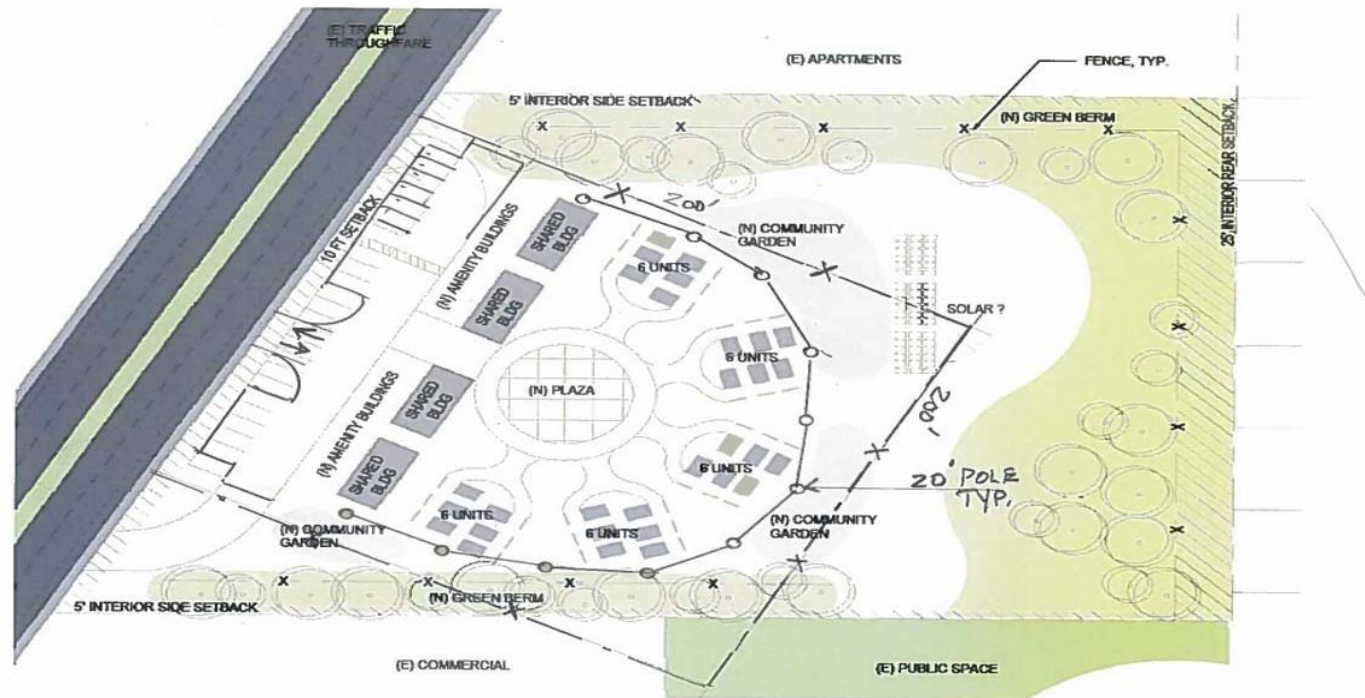 (E) TRAFFIC
THROUGHFARE
(E) APARTMENTS
FENCE, TYP.
5' INTERIOR SIDE SETBACK
(N) GREEN BERM
25' INTERIOR REAR SETBACK
10 FT SETBACK
200'
(N) AMENITY BUILDINGS
SHARED
BLDG
6 UNITS
(N) COMMUNITY
GARDEN
SHARED
BLDG
SOLAR ?
6 UNITS
(N) PLAZA
200'
(N) AMENITY BUILDINGS
SHARED
BLDG
6 UNITS
SHARED
BLDG
20' POLE
TYP.
6 UNITS
6 UNITS
(N) COMMUNITY
GARDEN
(N) COMMUNITY
GARDEN
5' INTERIOR SIDE SETBACK
(N) GREEN BERM
(E) COMMERCIAL
(E) PUBLIC SPACE